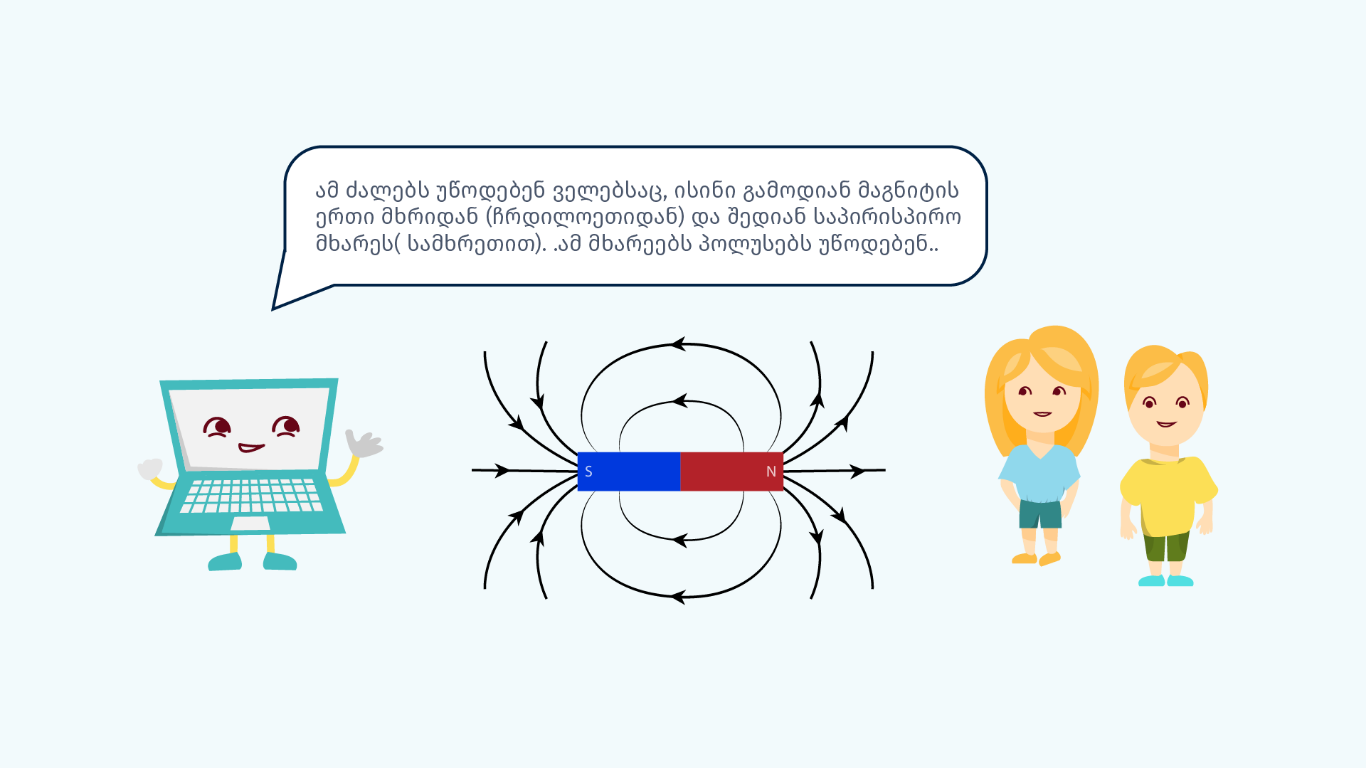 ამ ძალებს უწოდებენ ველებსაც, ისინი გამოდიან მაგნიტის
ერთი მხრიდან (ჩრდილოეთიდან) და შედიან საპირისპირო
მხარეს( სამხრეთით). .ამ მხარეებს პოლუსებს უწოდებენ..
S
N